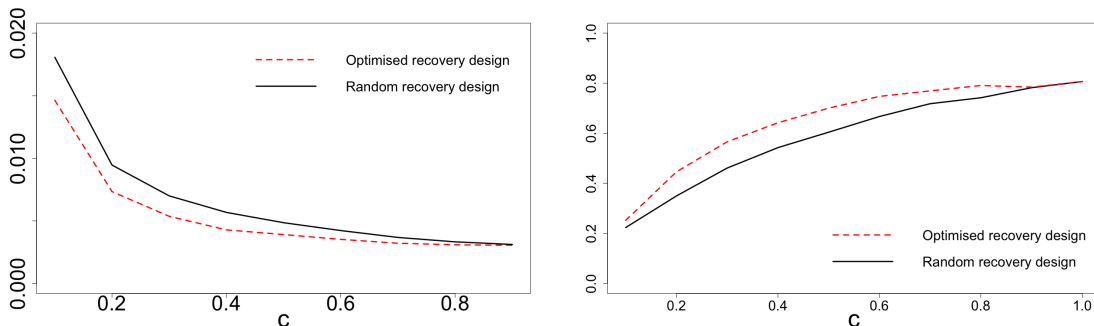 0.020
0.010
0.000
Optimised recovery design
Random recovery design
0.2 0.4 0.6 0.8
c
1.0
0.8
0.6
0.4
0.2
0.0
Optimised recovery design
Random recovery design
0.2 0.4 0.6 0.8 1.0
c